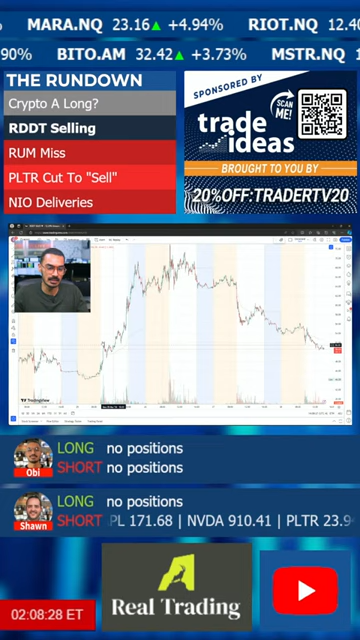 MARA.NQ 23.16 +4.94% RIOT.NQ 12.40
.90% BITO.AM 32.42 +3.73% MSTR.NQ 1
THE RUNDOWN
Crypto A Long?
RDDT Selling
RUM Miss
PLTR Cut To "Sell"
NIO Deliveries
SPONSORED BY
SCAN ME!
trade ideas
BROUGHT TO YOU BY
20%OFF:TRADERTV20
TradingView
LONG no positions
SHORT no positions
Obi
LONG no positions
SHORT PL 171.68 | NVDA 910.41 | PLTR 23.9
Shawn
Real Trading
02:08:28 ET